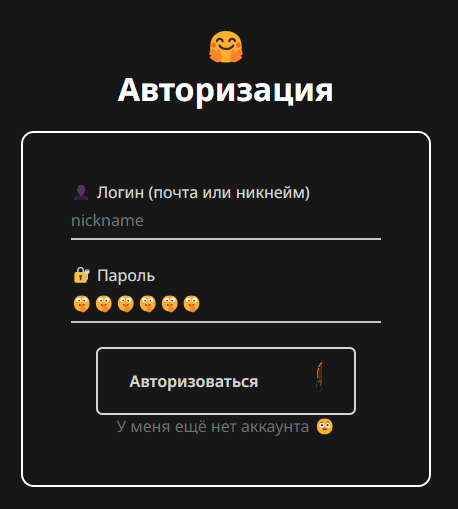 Авторизация
Логин (почта или никнейм)
nickname
Пароль
Авторизоваться
У меня ещё нет аккаунта